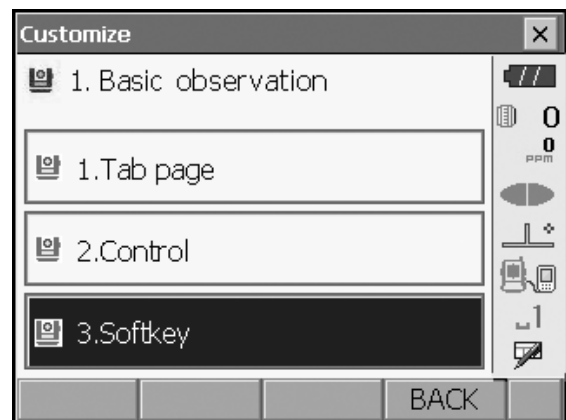 Customize
1. Basic observation
0
0
PPM
1.Tab page
2.Control
1
3.Softkey
BACK